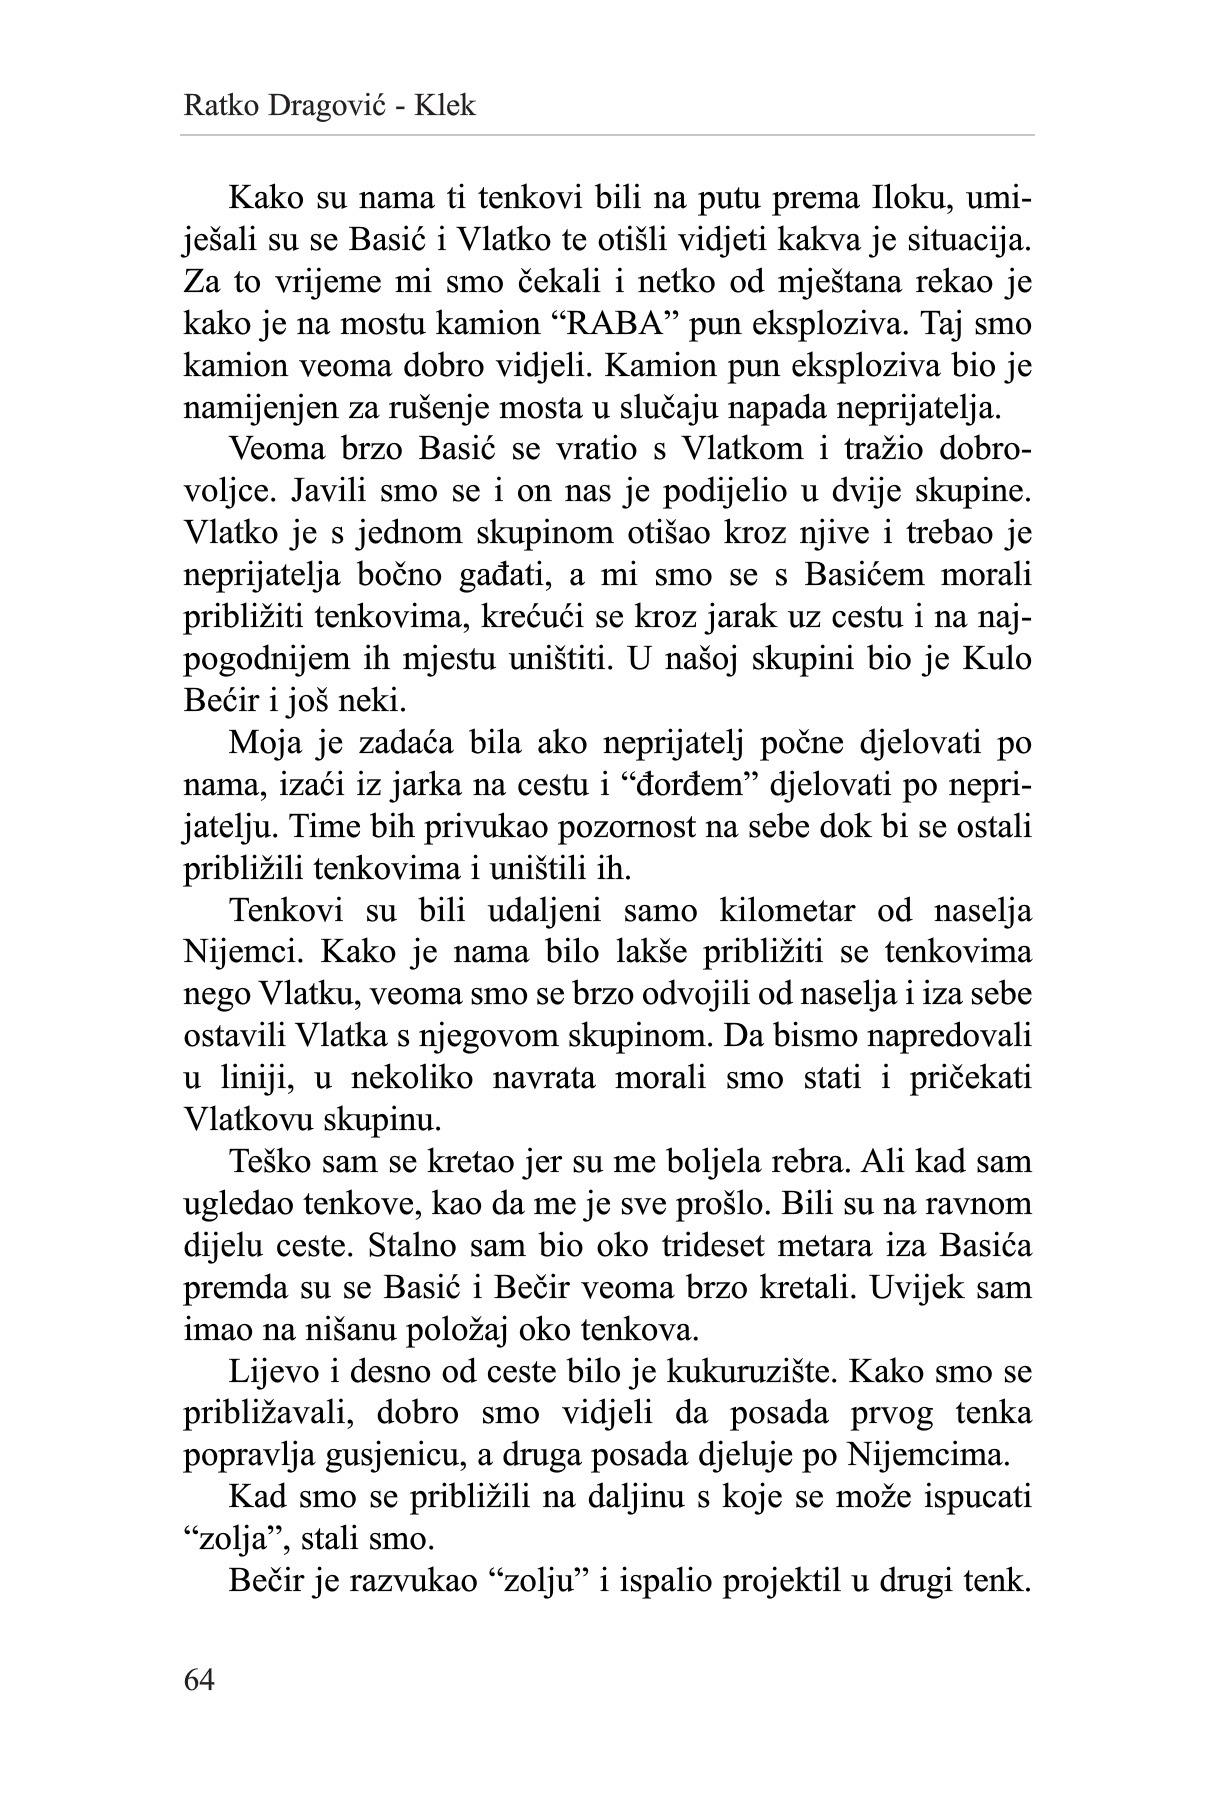 Ratko Dragović - Klek
Kako su nama ti tenkovi bili na putu prema Iloku, umi-
ješali su se Basić i Vlatko te otišli vidjeti kakva je situacija.
Za to vrijeme mi smo čekali i netko od mještana rekao je
kako je na mostu kamion “RABA” pun eksploziva. Taj smo
kamion veoma dobro vidjeli. Kamion pun eksploziva bio je
namijenjen za rušenje mosta u slučaju napada neprijatelja.
Veoma brzo Basić se vratio s Vlatkom i tražio dobro-
voljce. Javili smo se i on nas je podijelio u dvije skupine.
Vlatko je s jednom skupinom otišao kroz njive i trebao je
neprijatelja bočno gađati, a mi smo se s Basićem morali
približiti tenkovima, krećući se kroz jarak uz cestu i na naj-
pogodnijem ih mjestu uništiti. U našoj skupini bio je Kulo
Bećir i još neki.
Moja je zadaća bila ako neprijatelj počne djelovati po
nama, izaći iz jarka na cestu i “đorđem” djelovati po nepri-
jatelju. Time bih privukao pozornost na sebe dok bi se ostali
približili tenkovima i uništili ih.
Tenkovi su bili udaljeni samo kilometar od naselja
Nijemci. Kako je nama bilo lakše približiti se tenkovima
nego Vlatku, veoma smo se brzo odvojili od naselja i iza sebe
ostavili Vlatka s njegovom skupinom. Da bismo napredovali
u liniji, u nekoliko navrata morali smo stati i pričekati
Vlatkovu skupinu.
Teško sam se kretao jer su me boljela rebra. Ali kad sam
ugledao tenkove, kao da me je sve prošlo. Bili su na ravnom
dijelu ceste. Stalno sam bio oko trideset metara iza Basića
premda su se Basić i Bečir veoma brzo kretali. Uvijek sam
imao na nišanu položaj oko tenkova.
Lijevo i desno od ceste bilo je kukuruzište. Kako smo se
približavali, dobro smo vidjeli da posada prvog tenka
popravlja gusjenicu, a druga posada djeluje po Nijemcima.
Kad smo se približili na daljinu s koje se može ispucati
“zolja”, stali smo.
Bečir je razvukao “zolju” i ispalio projektil u drugi tenk.
64